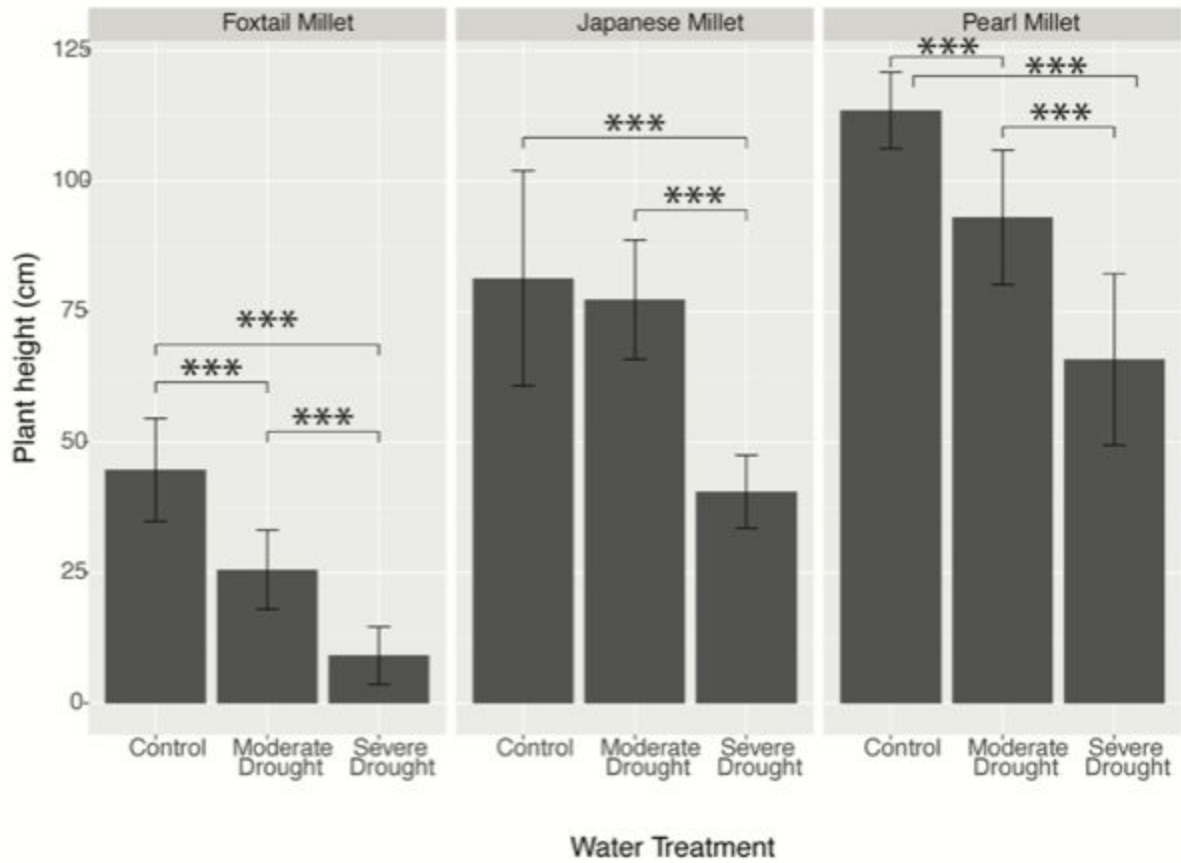 Foxtail Millet
Japanese Millet
Pearl Millet
Plant height (cm)
125
100
75
50
25
0
***
***
***
***
***
***
***
***
Control
Moderate
Drought
Severe
Drought
Control
Moderate
Drought
Severe
Drought
Control
Moderate
Drought
Severe
Drought
Water Treatment